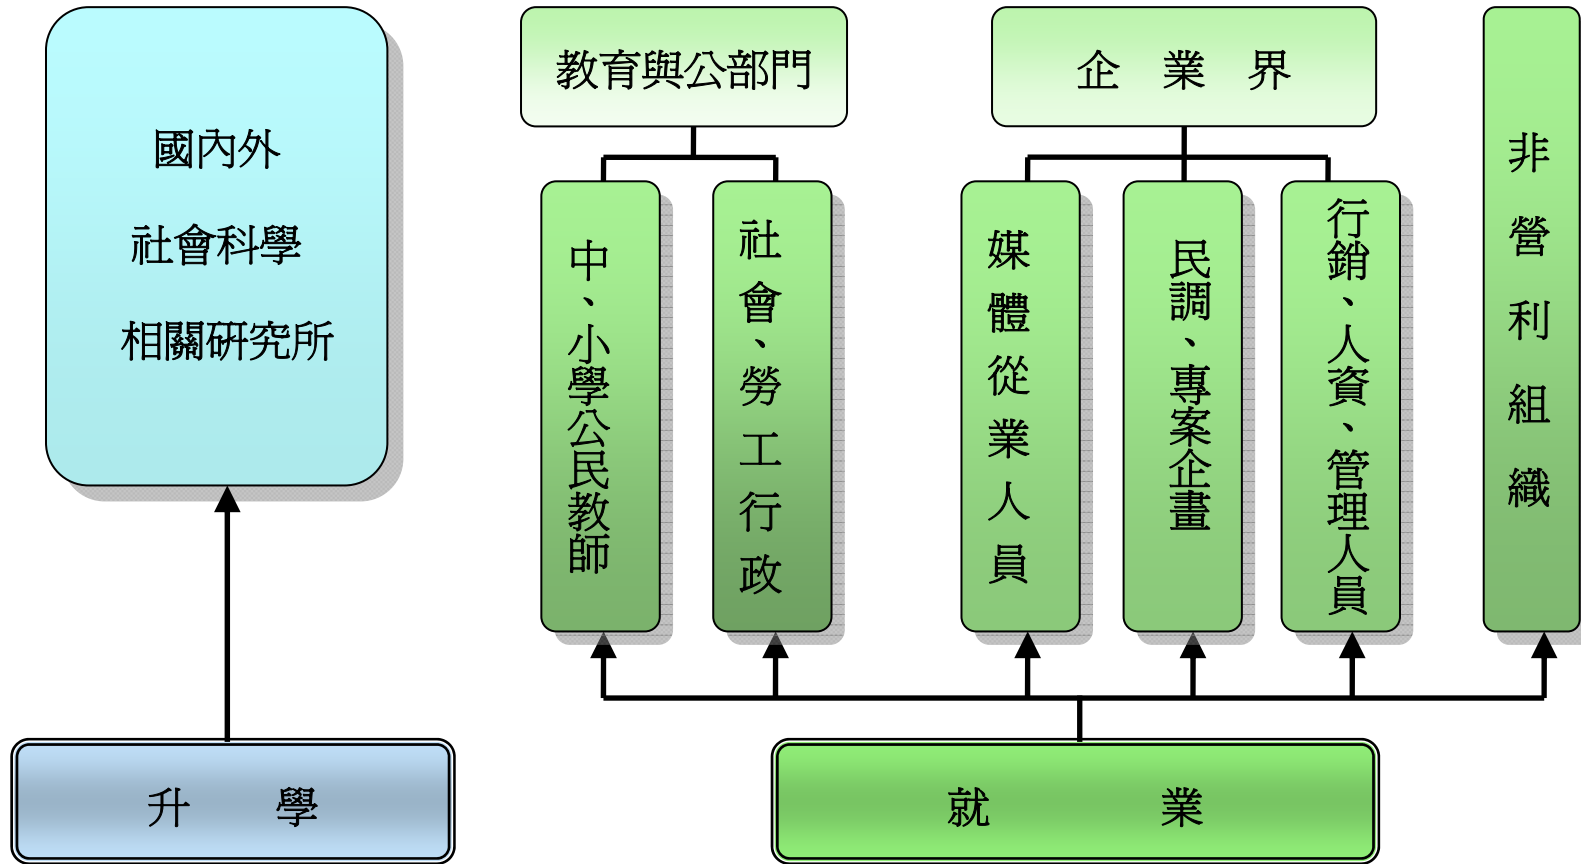 國內外
社會科學
相關研究所
升學
教育與公部門
中、小學公民教師
社會、勞工行政
企業界
媒體從業人員
民調、專案企畫
行銷、人資、管理人員
非營利組織
就業